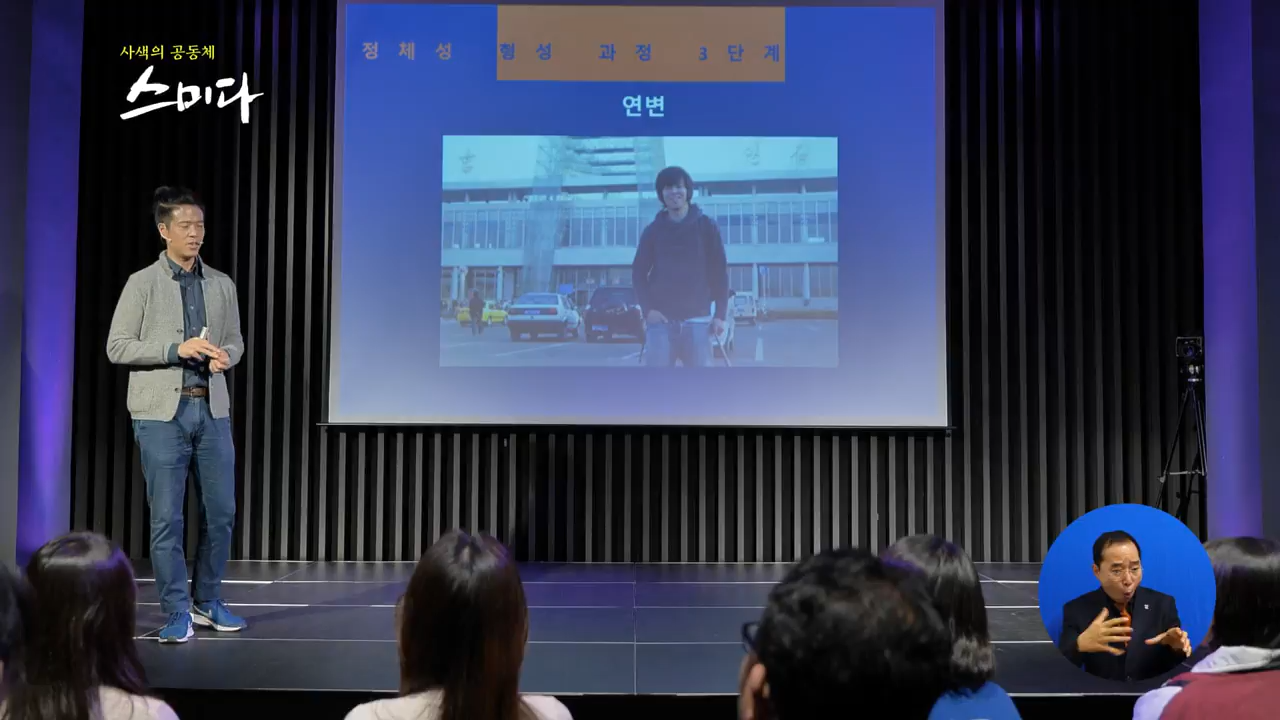 사색의 공동체
스미다
정체성 형성 과정 3단계
연변